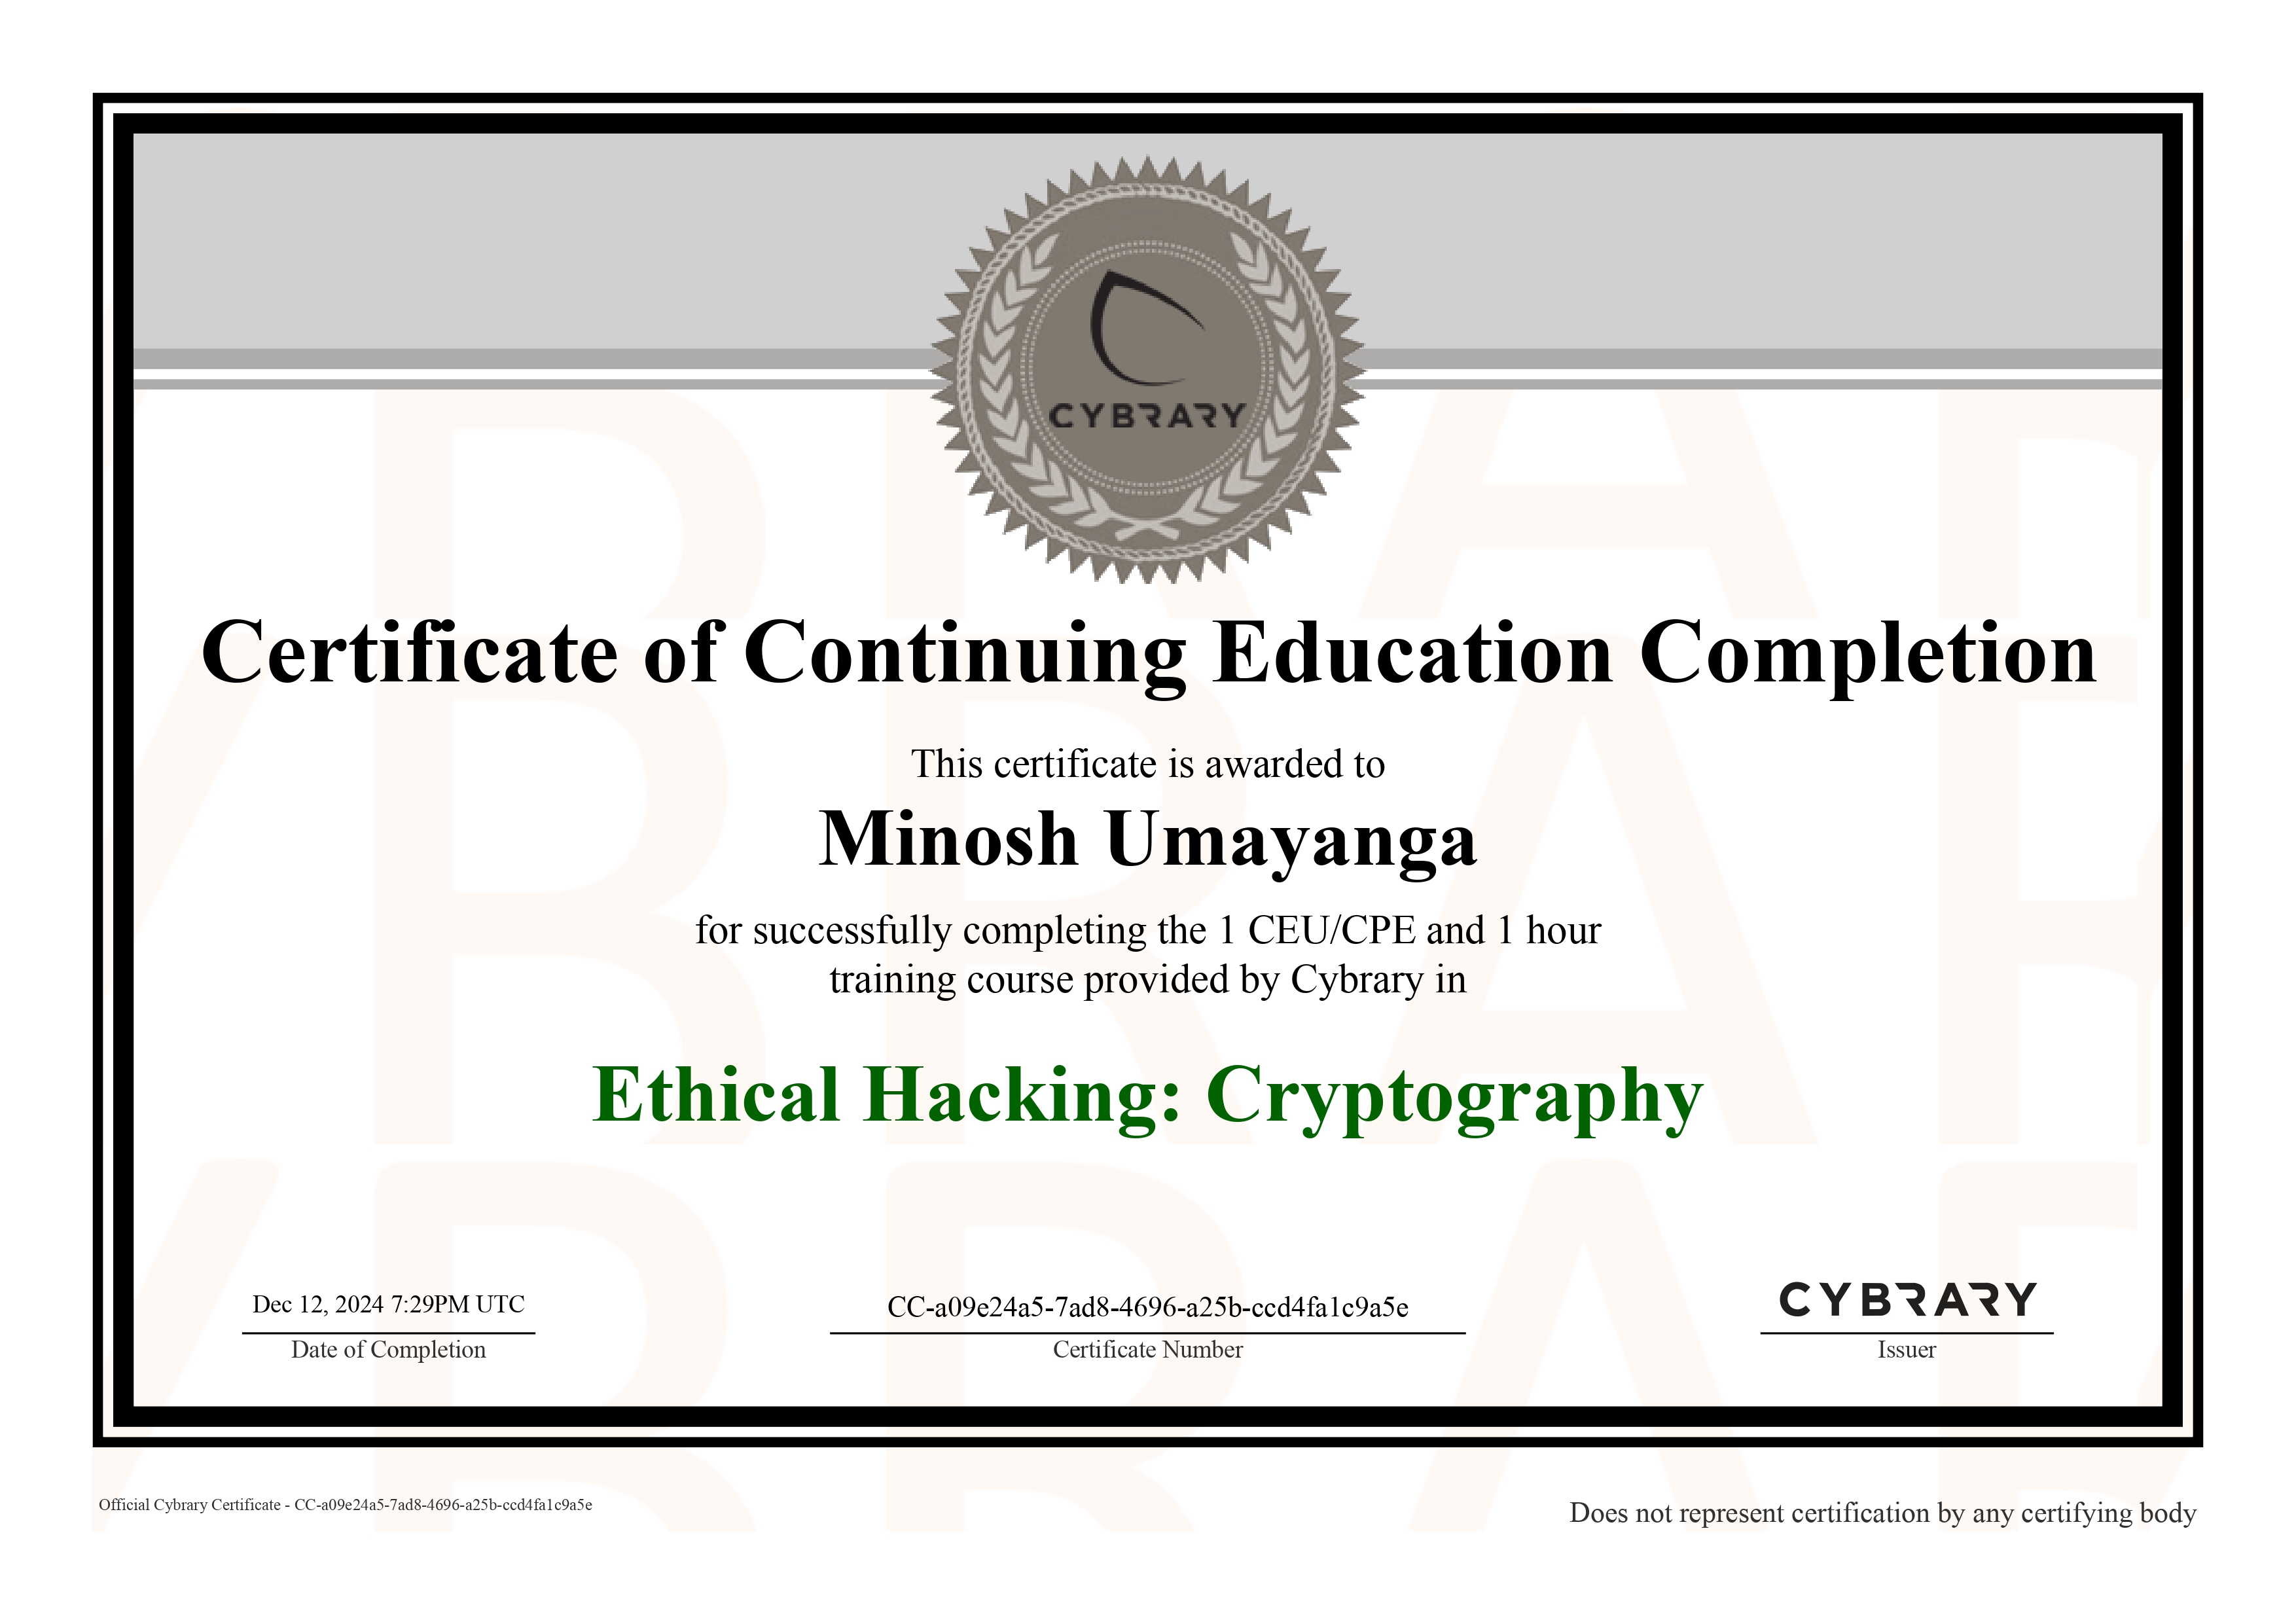 CYBRARY
Certificate of Continuing Education Completion
This certificate is awarded to
Minosh Umayanga
for successfully completing the 1 CEU/CPE and 1 hour
training course provided by Cybrary in
Ethical Hacking: Cryptography
Dec 12, 2024 7:29PM UTC
Date of Completion
CC-a09e24a5-7ad8-4696-a25b-ccd4fa1c9a5e
Certificate Number
CYBRARY
Issuer
Official Cybrary Certificate - CC-a09e24a5-7ad8-4696-a25b-ccd4fa1c9a5e
Does not represent certification by any certifying body